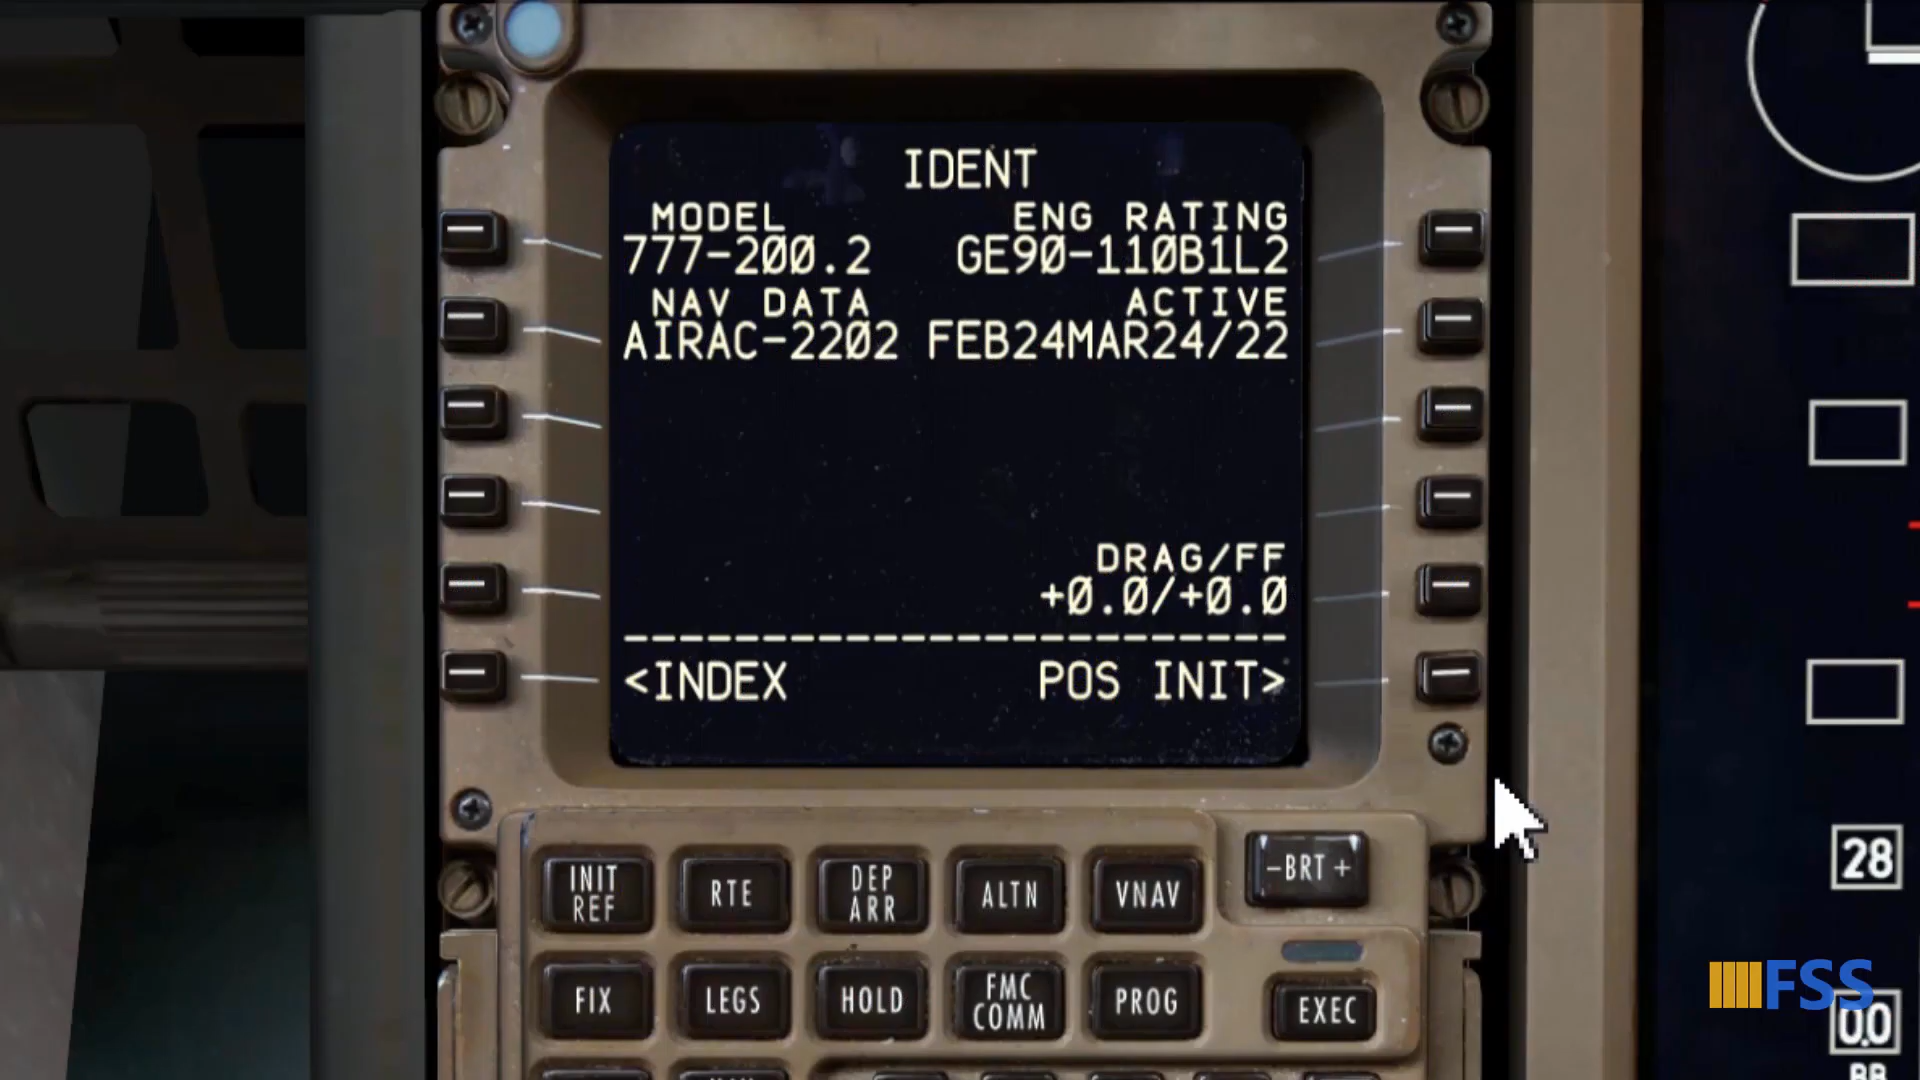 IDENT
MODEL ENG RATING
777-200.2 GE90-110B1L2
NAV DATA ACTIVE
AIRAC-2202 FEB24MAR24/22
DRAG/FF
+0.0/+0.0
------------------------
<INDEX POS INIT>
INIT REF
RTE
DEP ARR
ALTN
VNAV
-BRT+
FIX
LEGS
HOLD
FMC COMM
PROG
EXEC
28
FSS
0.0